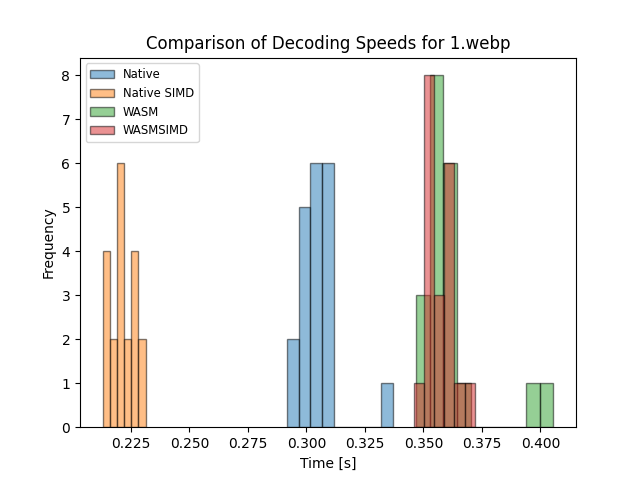 Comparison of Decoding Speeds for 1.webp
Native
Native SIMD
WASM
WASMSIMD
8
7
6
5
4
3
2
1
0
Frequency
0.225 0.250 0.275 0.300 0.325 0.350 0.375 0.400
Time [s]